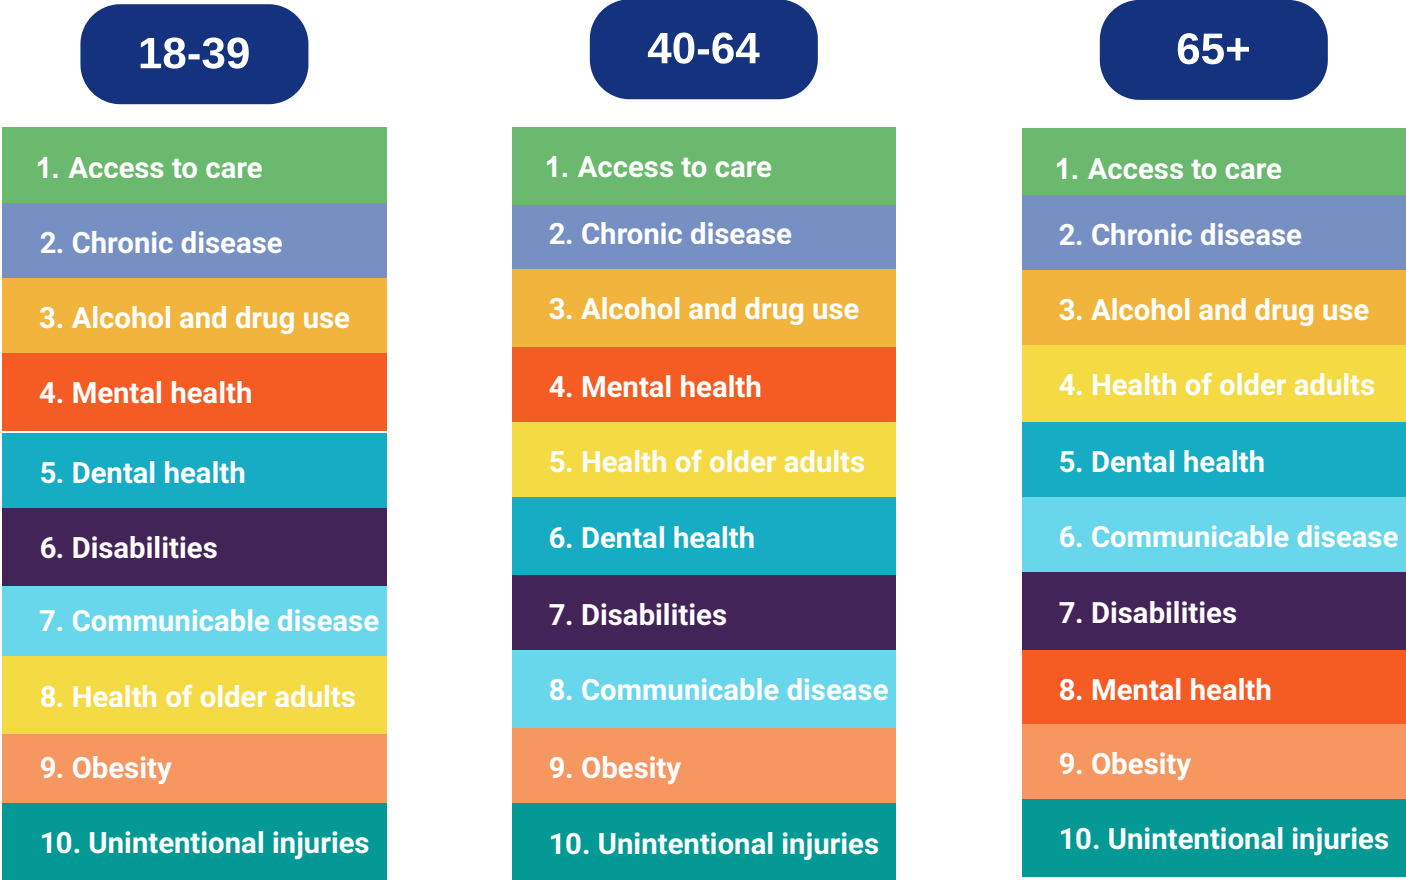 18-39
1. Access to care
2. Chronic disease
3. Alcohol and drug use
4. Mental health
5. Dental health
6. Disabilities
7. Communicable disease
8. Health of older adults
9. Obesity
10. Unintentional injuries
40-64
1. Access to care
2. Chronic disease
3. Alcohol and drug use
4. Mental health
5. Health of older adults
6. Dental health
7. Disabilities
8. Communicable disease
9. Obesity
10. Unintentional injuries
65+
1. Access to care
2. Chronic disease
3. Alcohol and drug use
4. Health of older adults
5. Dental health
6. Communicable disease
7. Disabilities
8. Mental health
9. Obesity
10. Unintentional injuries